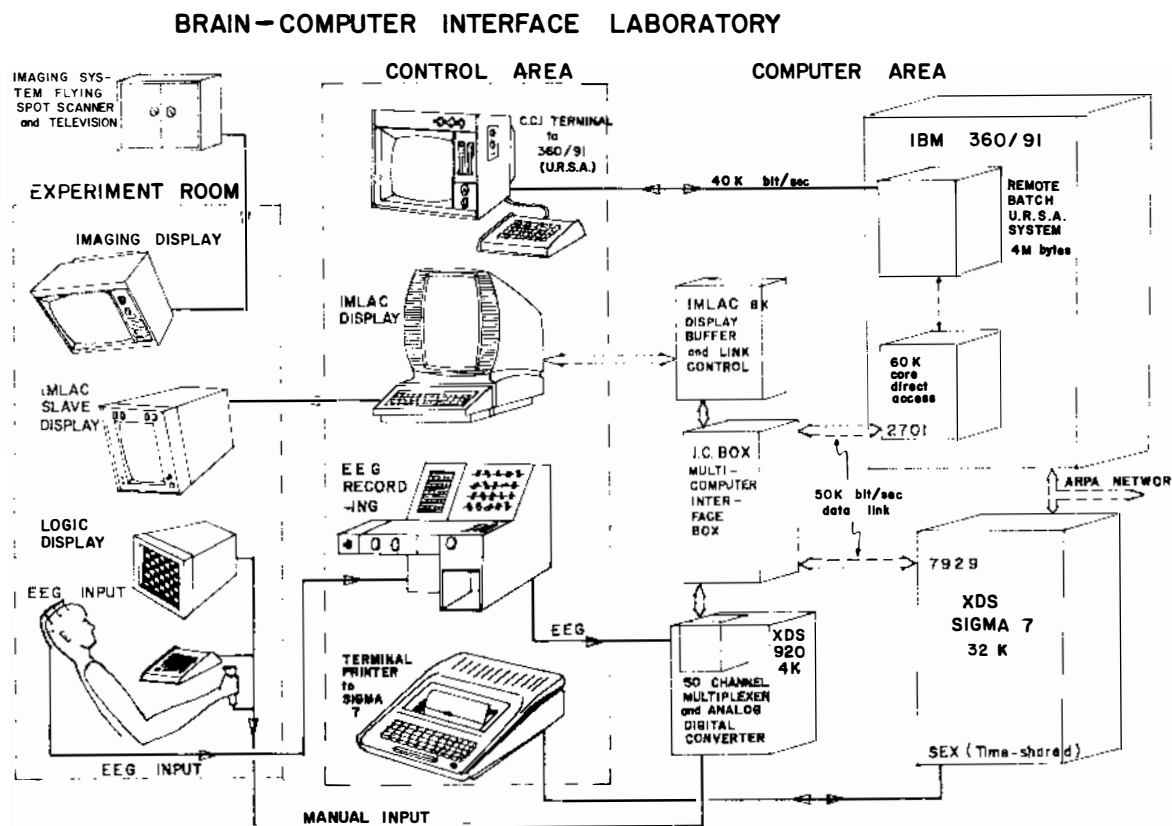 BRAIN-COMPUTER INTERFACE LABORATORY
IMAGING SYS-
TEM FLYING
SPOT SCANNER
and TELEVISION
EXPERIMENT ROOM
IMAGING DISPLAY
IMLAC
SLAVE
DISPLAY
LOGIC
DISPLAY
EEG INPUT
EEG INPUT
CONTROL AREA
C.C.I TERMINAL
to
360/91
(U.R.S.A.)
IMLAC
DISPLAY
EEG
RECORD
-ING
EEG
TERMINAL
PRINTER
to
SIGMA
7
MANUAL INPUT
COMPUTER AREA
IBM 360/91
40 K bit/sec
REMOTE
BATCH
U.R.S.A.
SYSTEM
4M bytes
IMLAC 8K
DISPLAY
BUFFER
and LINK
CONTROL
60 K
core
direct
access
2701
I.C. BOX
MULTI-
COMPUTER
INTER-
FACE
BOX
50K bit/sec
data link
ARPA NETWOR
7929
XDS
SIGMA 7
32 K
XDS
920
4K
50 CHANNEL
MULTIPLEXER
and ANALOG
DIGITAL
CONVERTER
SEX (Time-shared)